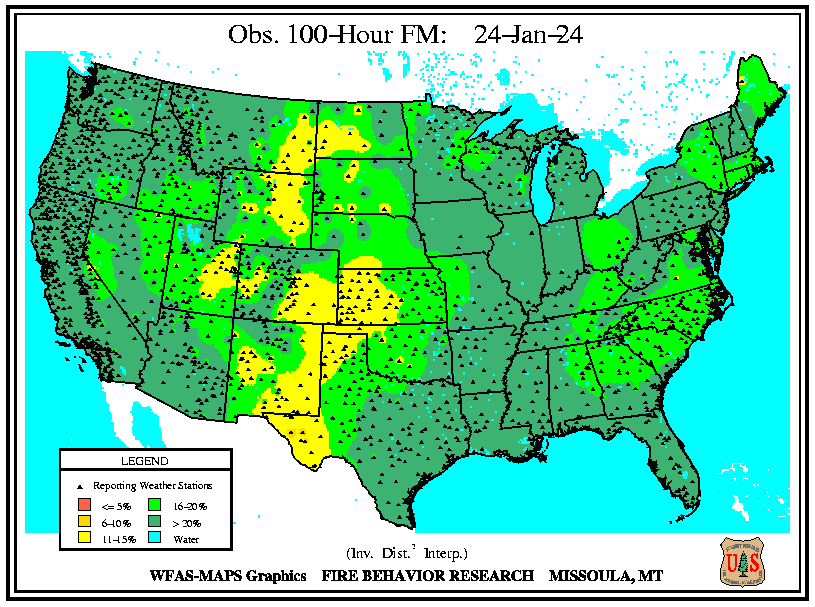 Obs. 100-Hour FM: 24-Jan-24
LEGEND
Reporting Weather Stations
<= 5% 16-20%
6-10% > 20%
11-15% Water
(Inv. Dist.² Interp.)
WFAS-MAPS Graphics FIRE BEHAVIOR RESEARCH MISSOULA, MT
U S